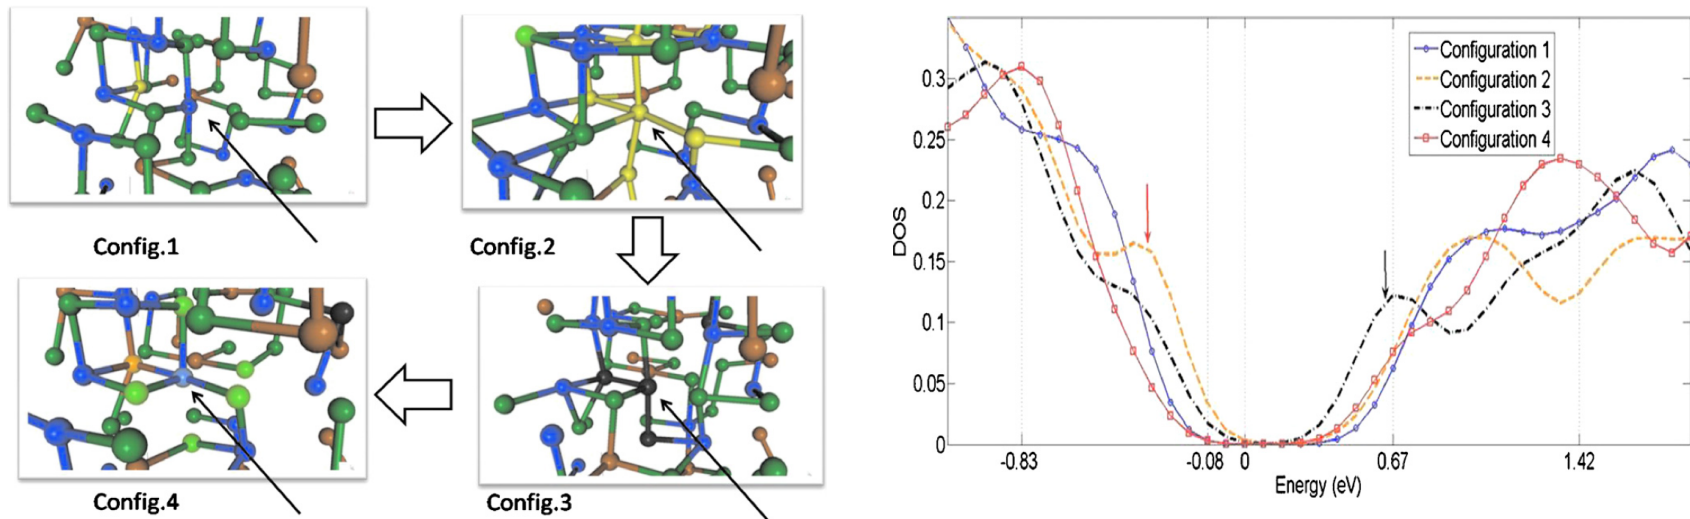 Config.1
Config.2
Config.4
Config.3
Configuration 1
Configuration 2
Configuration 3
Configuration 4
DOS
0.3
0.25
0.2
0.15
0.1
0.05
0
-0.83
-0.08
0
0.67
1.42
Energy (eV)